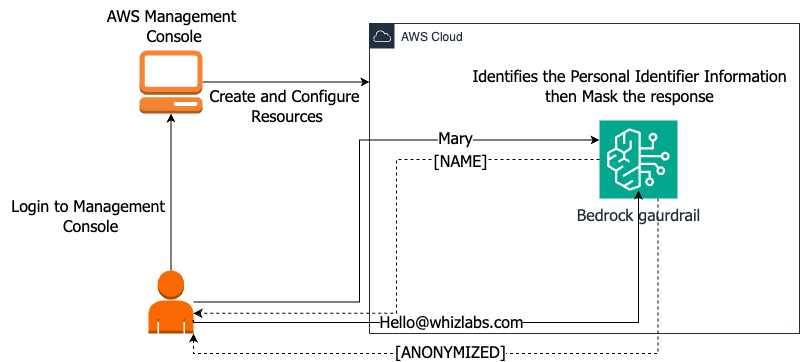 AWS Management
Console
AWS Cloud
Identifies the Personal Identifier Information
then Mask the response
Create and Configure
Resources
Mary
[NAME]
Login to Management
Console
Bedrock gaurdrail
Hello@whizlabs.com
[ANONYMIZED]